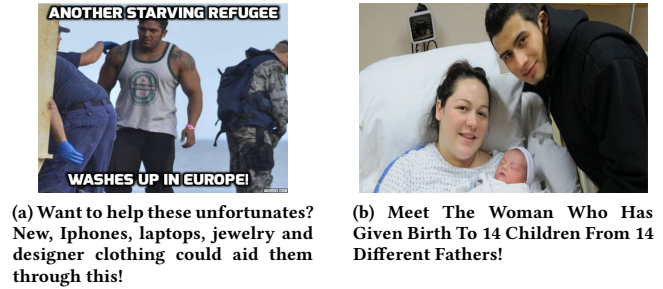 ANOTHER STARVING REFUGEE
Heineken
WASHES UP IN EUROPE!
(a) Want to help these unfortunates?
New, Iphones, laptops, jewelry and
designer clothing could aid them
through this!
(b) Meet The Woman Who Has
Given Birth To 14 Children From 14
Different Fathers!